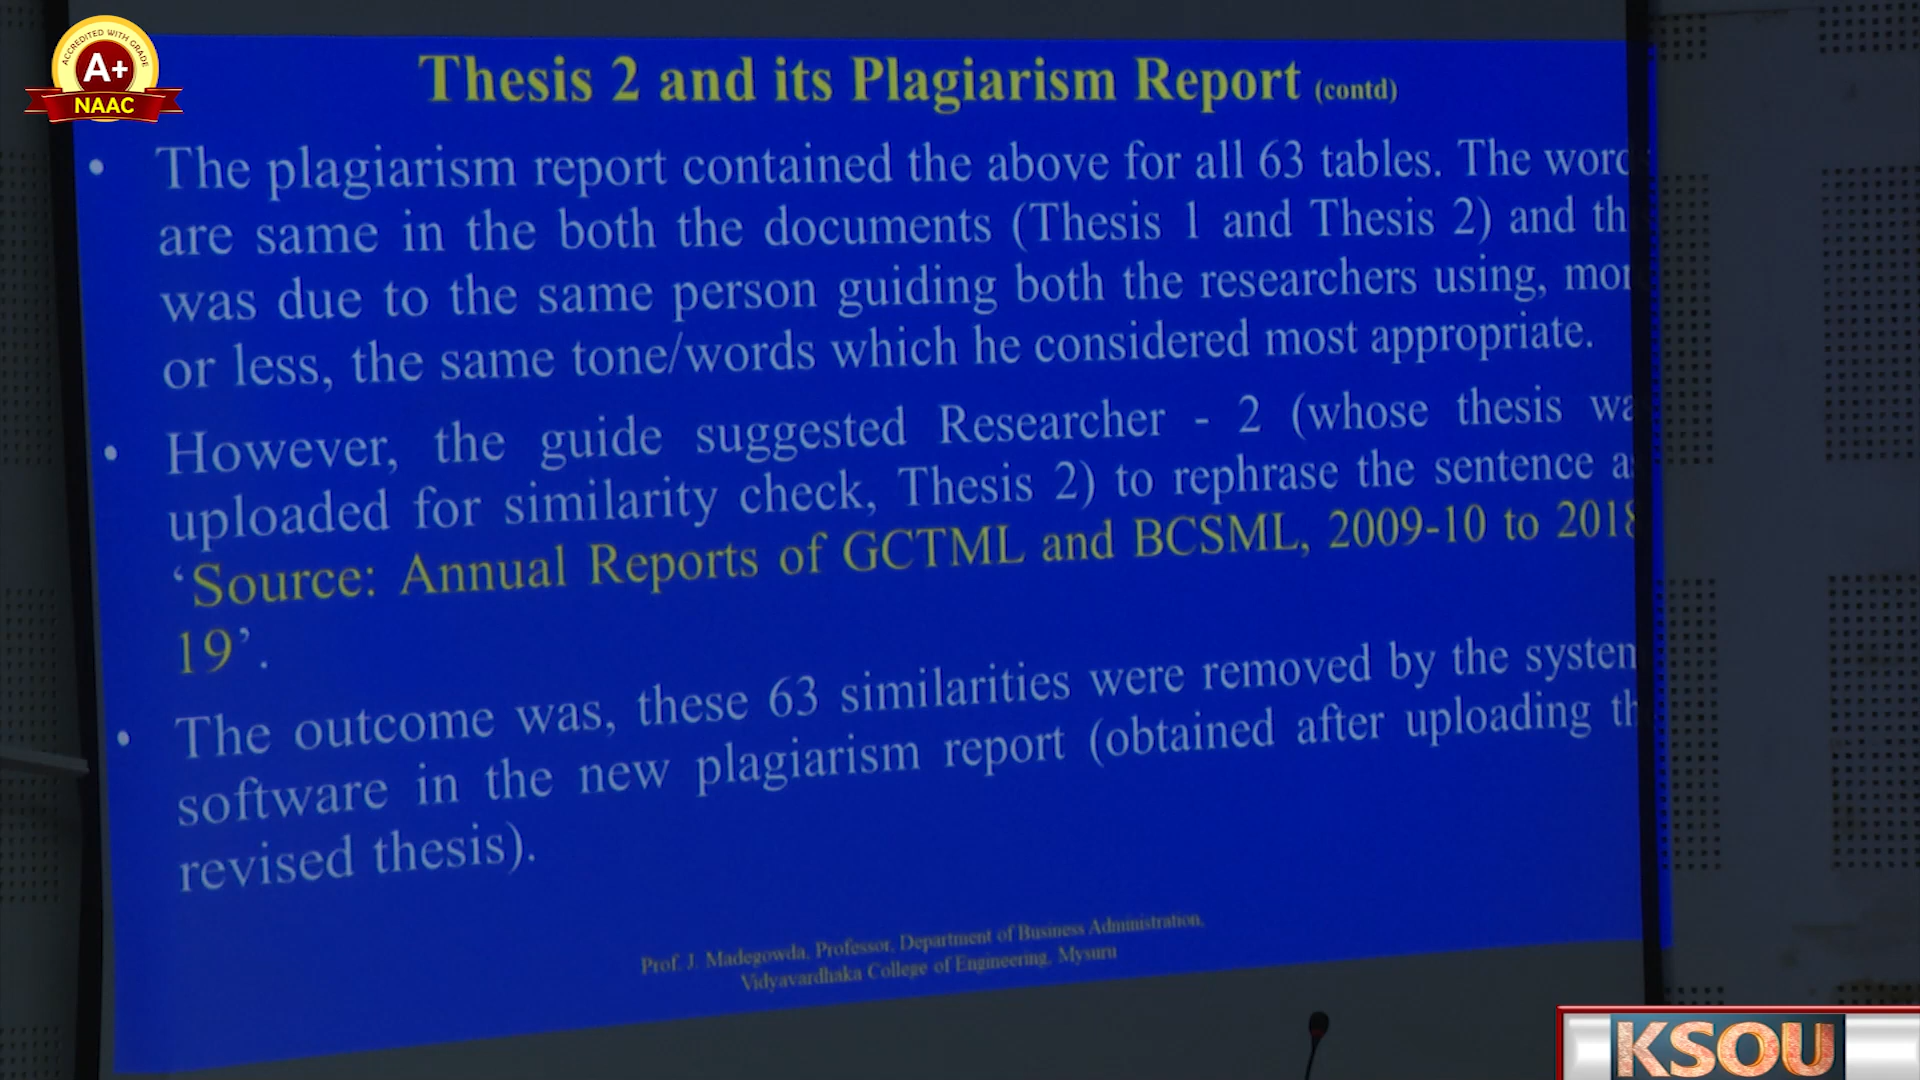 ACCREDITED WITH GRADE
A+
NAAC
Thesis 2 and its Plagiarism Report (contd)
• The plagiarism report contained the above for all 63 tables. The
are same in the both the documents (Thesis 1 and Thesis 2) and
was due to the same person guiding both the researchers using,
or less, the same tone/words which he considered most appropriate.
• However, the guide suggested Researcher - 2 (whose thesis
uploaded for similarity check, Thesis 2) to rephrase the sentence
‘Source: Annual Reports of GCTML and BCSML, 2009-10 to 2018
19’.
• The outcome was, these 63 similarities were removed by the system
software in the new plagiarism report (obtained after uploading
revised thesis).
Prof. J. Madegowda, Professor, Department of Business Administration,
Vidyavardhaka College of Engineering, Mysuru
KSOU